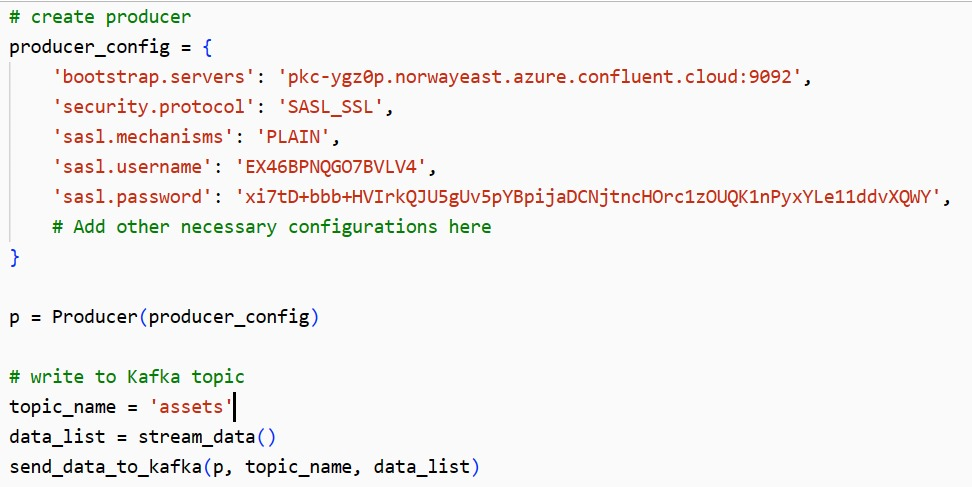 # create producer
producer_config = {
'bootstrap.servers': 'pkc-ygz0p.norwayeast.azure.confluent.cloud:9092',
'security.protocol': 'SASL_SSL',
'sasl.mechanisms': 'PLAIN',
'sasl.username': 'EX46BPNQGO7BVLV4',
'sasl.password': 'xi7tD+bbb+HVIrkQJU5gUv5pYBpijaDCNjtncHOrc1zOUQK1nPyxYLe11ddvXQWY',
# Add other necessary configurations here
}
p = Producer(producer_config)
# write to Kafka topic
topic_name = 'assets'
data_list = stream_data()
send_data_to_kafka(p, topic_name, data_list)